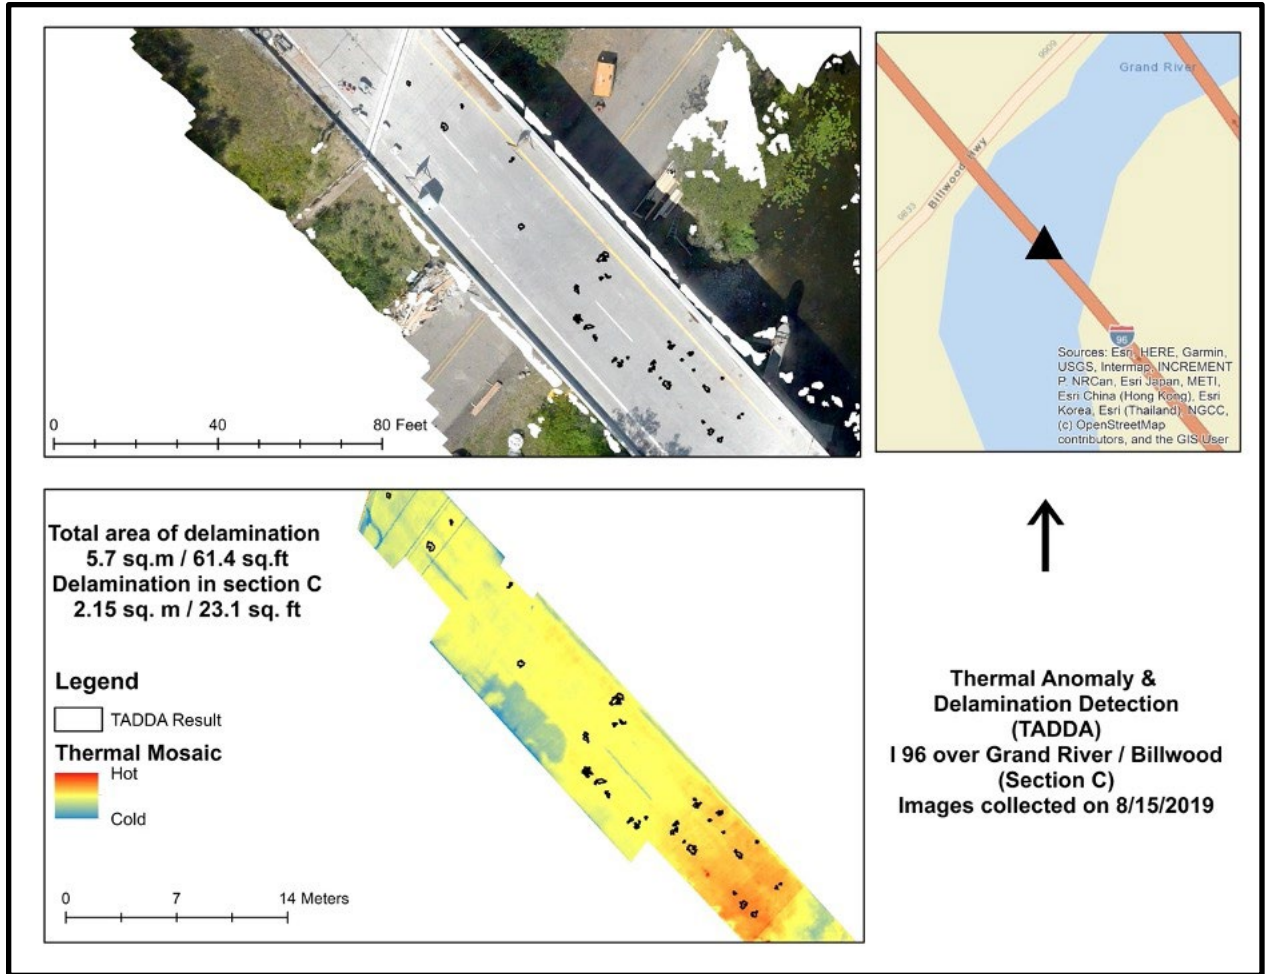 0 40 80 Feet
9909
Grand River
Billwood Hwy
9833
96
Sources: Esri, HERE, Garmin,
USGS, Intermap, INCREMENT
P, NRCan, Esri Japan, METI,
Esri China (Hong Kong), Esri
Korea, Esri (Thailand), NGCC,
(c) OpenStreetMap
contributors, and the GIS User
Total area of delamination
5.7 sq.m / 61.4 sq.ft
Delamination in section C
2.15 sq. m / 23.1 sq. ft
Legend
TADDA Result
Thermal Mosaic
Hot
Cold
0 7 14 Meters
Thermal Anomaly &
Delamination Detection
(TADDA)
I 96 over Grand River / Billwood
(Section C)
Images collected on 8/15/2019